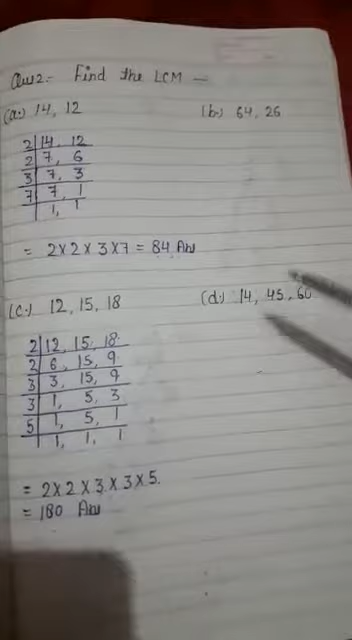 Qus2:- Find the LCM —
(a.) 14, 12
(b.) 64, 26
2 | 14, 12
2 | 7, 6
3 | 7, 3
7 | 7, 1
| 1, 1
= 2×2×3×7 = 84 Ans
(c.) 12, 15, 18
(d.) 14, 45, 60
2 | 12, 15, 18
2 | 6, 15, 9
3 | 3, 15, 9
3 | 1, 5, 3
5 | 1, 5, 1
| 1, 1, 1
= 2×2×3×3×5.
= 180 Ans